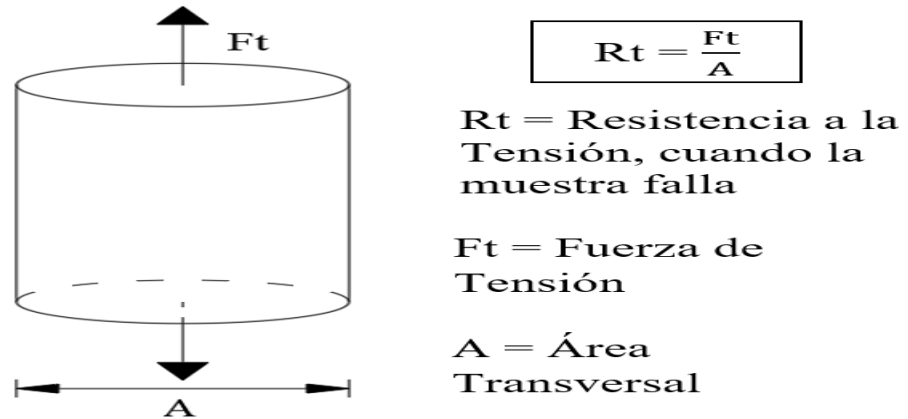 Ft
Rt = Ft/A
Rt = Resistencia a la
Tensión, cuando la
muestra falla
Ft = Fuerza de
Tensión
A = Área
Transversal
A